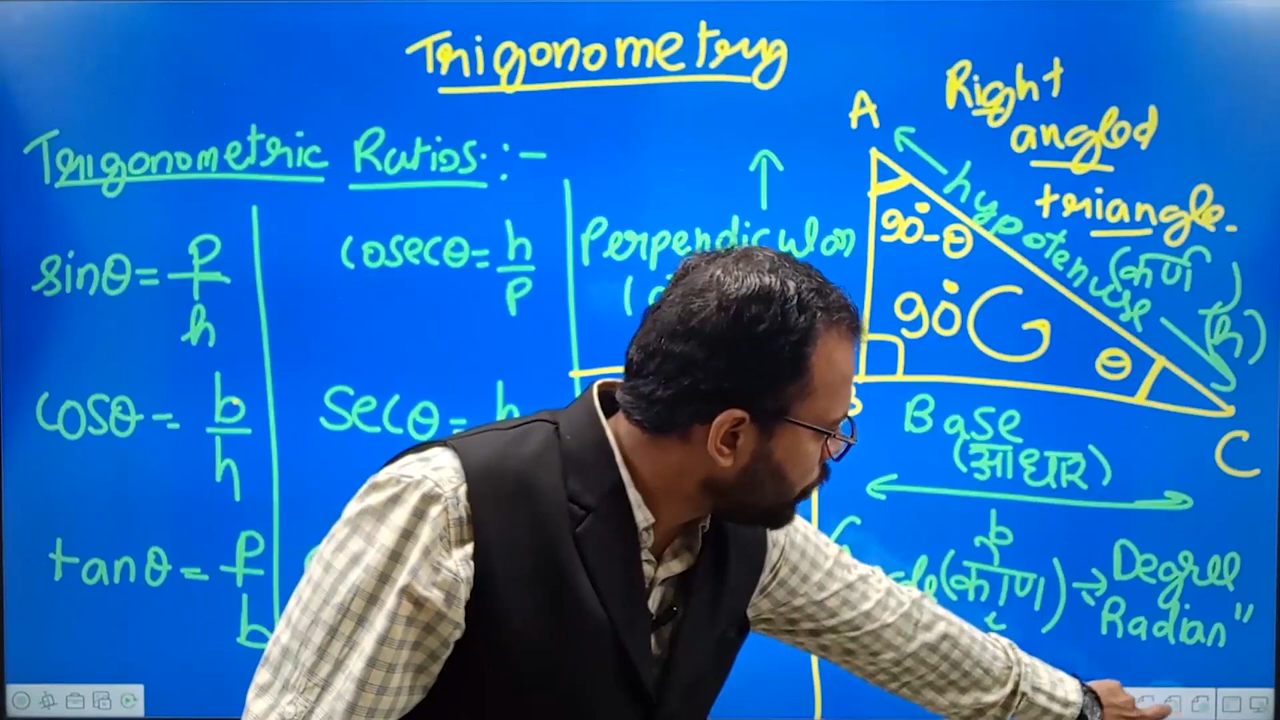 Trigonometry
Trigonometric Ratios :-
sinθ = p/h
cosecθ = h/p
cosθ = b/h
secθ = h
tanθ = p/b
Perpendicular
A
90°-θ
90°
θ
C
Right
angled
triangle.
hypotenuse
(कर्ण)
(h)
Base
(आधार)
b
(कोण) → Degree
Radian"